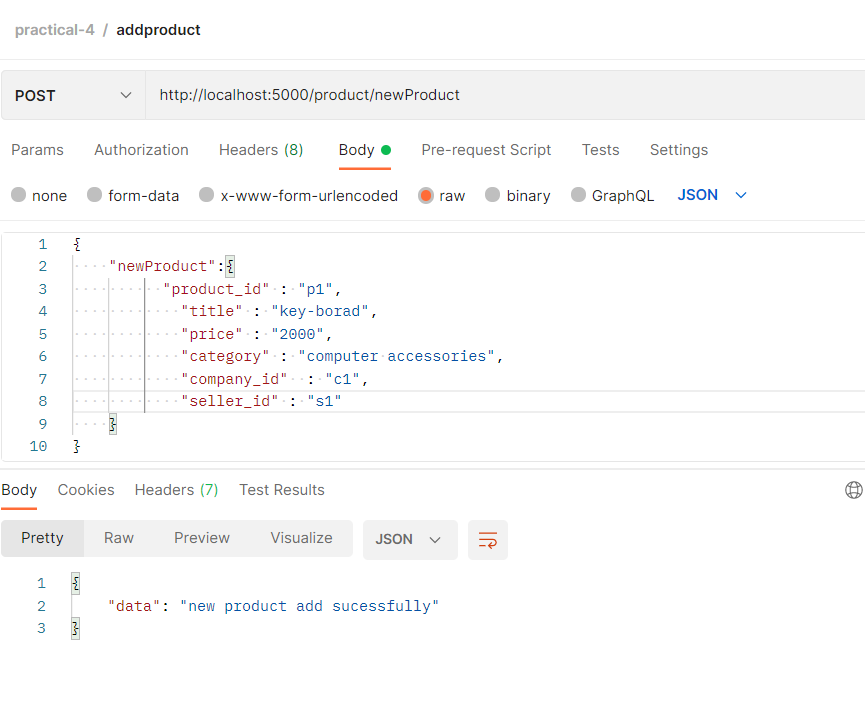 practical-4 / addproduct
POST http://localhost:5000/product/newProduct
Params Authorization Headers (8) Body Pre-request Script Tests Settings
none form-data x-www-form-urlencoded raw binary GraphQL JSON
1 {
2 "newProduct":{
3 "product_id" : "p1",
4 "title" : "key-borad",
5 "price" : "2000",
6 "category" : "computer accessories",
7 "company_id" : "c1",
8 "seller_id" : "s1"
9 }
10 }
Body Cookies Headers (7) Test Results
Pretty Raw Preview Visualize JSON
1 {
2 "data": "new product add sucessfully"
3 }